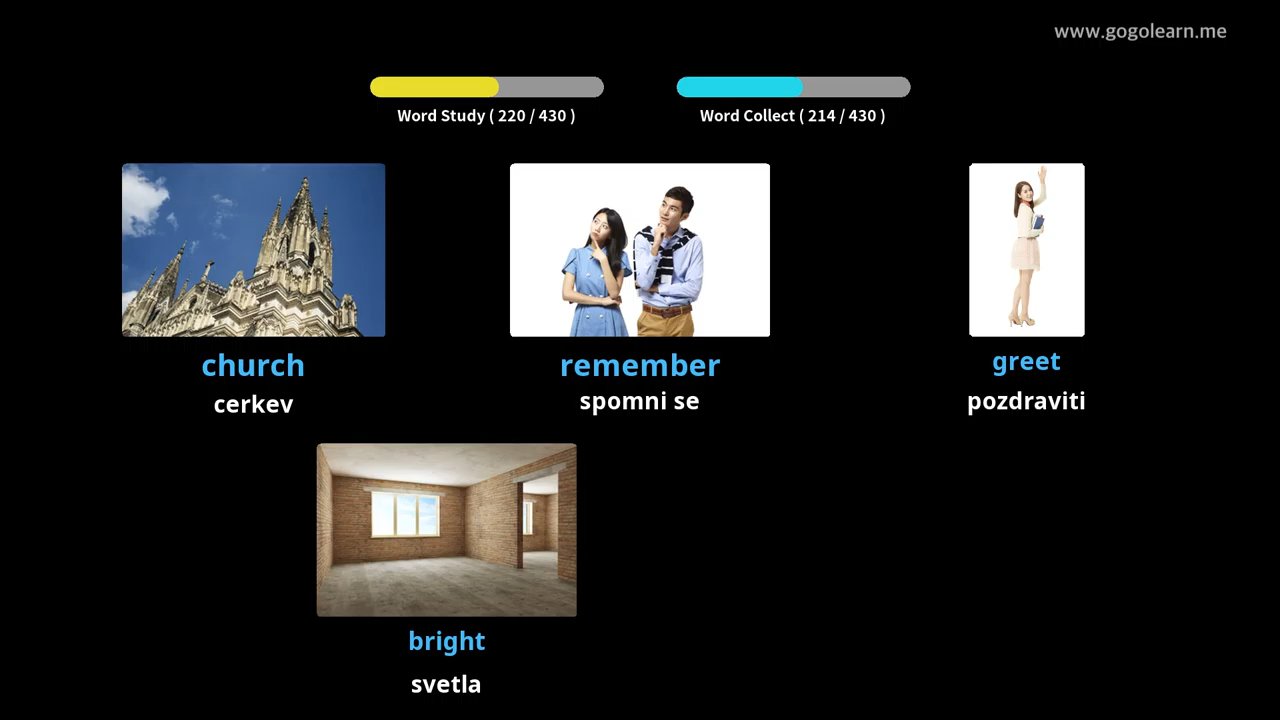 www.gogolearn.me
Word Study ( 220 / 430 )
Word Collect ( 214 / 430 )
church
cerkev
remember
spomni se
greet
pozdraviti
bright
svetla